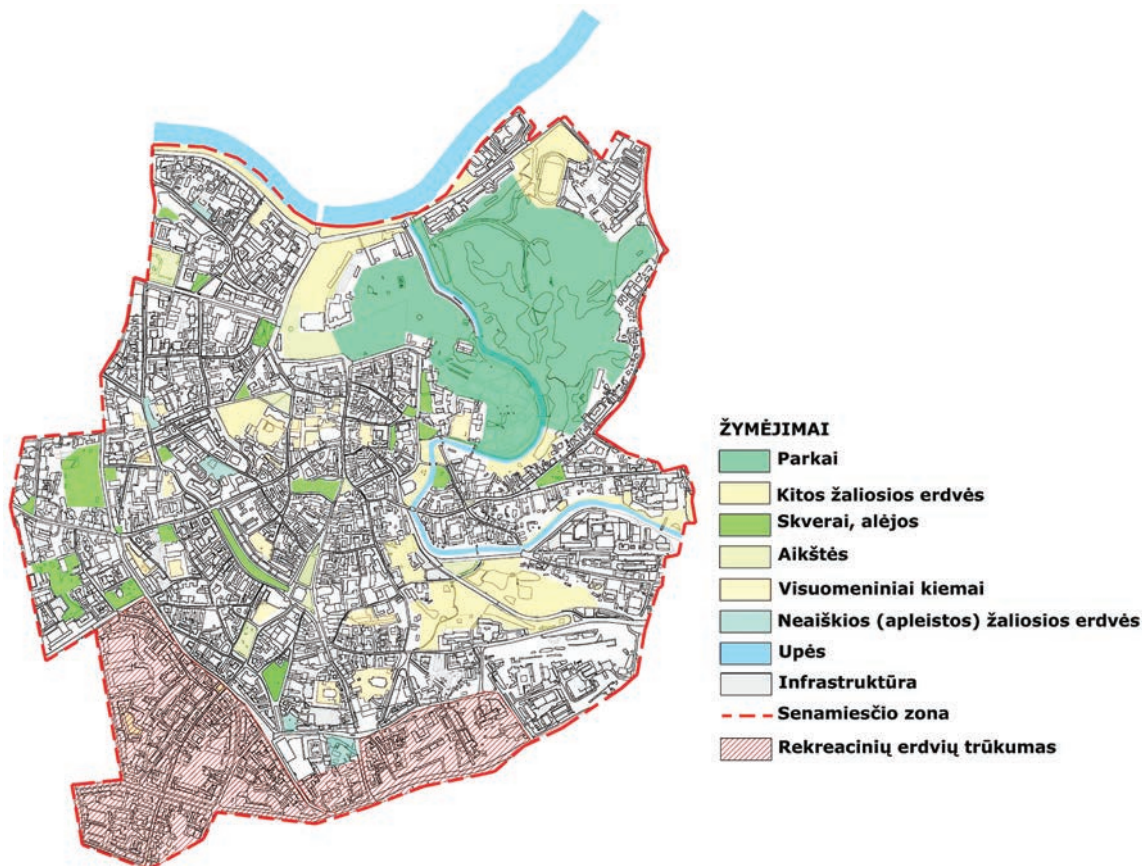 ŽYMĖJIMAI
Parkai
Kitos žaliosios erdvės
Skverai, alėjos
Aikštės
Visuomeniniai kiemai
Neaiškios (apleistos) žaliosios erdvės
Upės
Infrastruktūra
Senamiesčio zona
Rekreacinių erdvių trūkumas